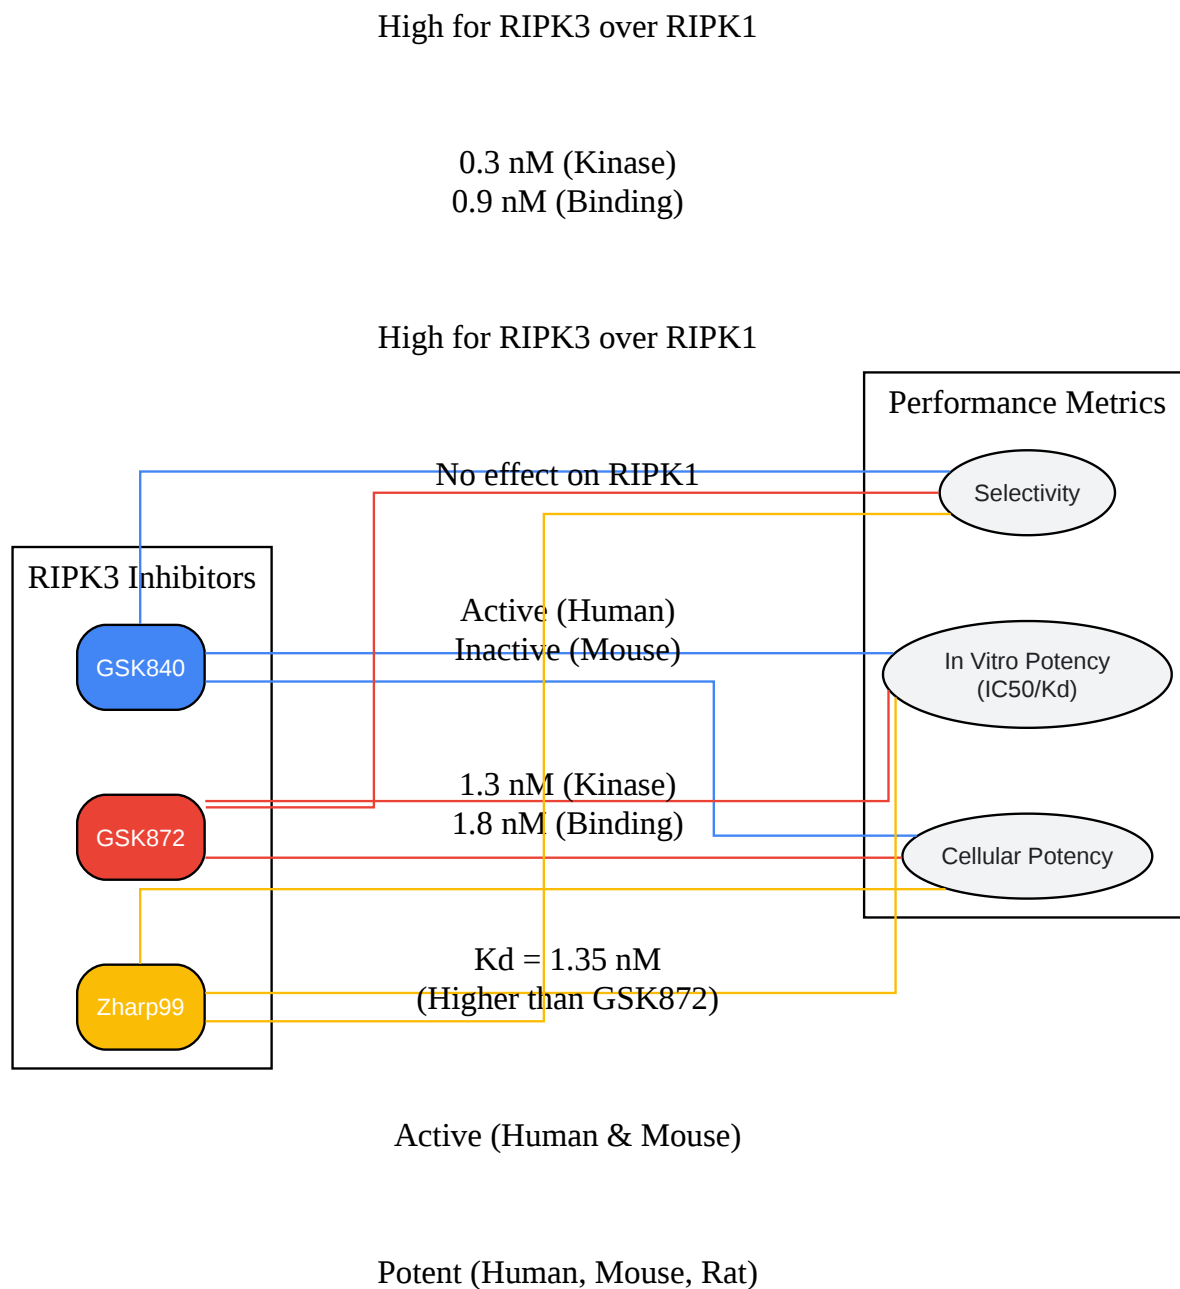 High for RIPK3 over RIPK1
0.3 nM (Kinase)
0.9 nM (Binding)
High for RIPK3 over RIPK1
Performance Metrics
No effect on RIPK1
Selectivity
RIPK3 Inhibitors
Active (Human)
Inactive (Mouse)
GSK840
In Vitro Potency
(IC50/Kd)
1.3 nM (Kinase)
1.8 nM (Binding)
GSK872
Cellular Potency
Kd = 1.35 nM
(Higher than GSK872)
Zharp99
Active (Human & Mouse)
Potent (Human, Mouse, Rat)